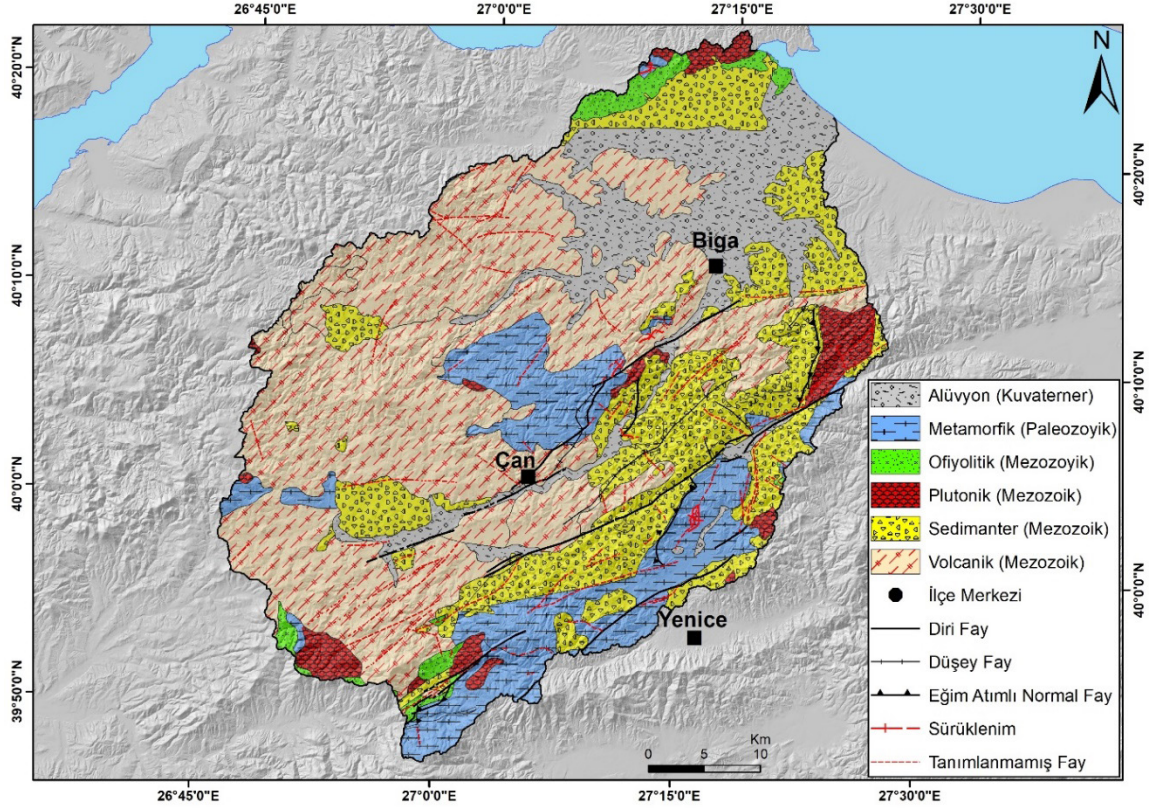 26°45'0"E 27°0'0"E 27°15'0"E 27°30'0"E
N
40°20'0"N
40°20'0"N
Biga
40°10'0"N
40°10'0"N
Çan
40°0'0"N
40°0'0"N
Yenice
39°50'0"N
Alüvyon (Kuvaterner)
Metamorfik (Paleozoyik)
Ofiyolitik (Mezozoyik)
Plutonik (Mezozoik)
Sedimanter (Mezozoik)
Volcanik (Mezozoik)
İlçe Merkezi
Diri Fay
Düşey Fay
Eğim Atımlı Normal Fay
Sürüklenim
Tanımlanmamış Fay
Km
0 5 10
26°45'0"E 27°0'0"E 27°15'0"E 27°30'0"E